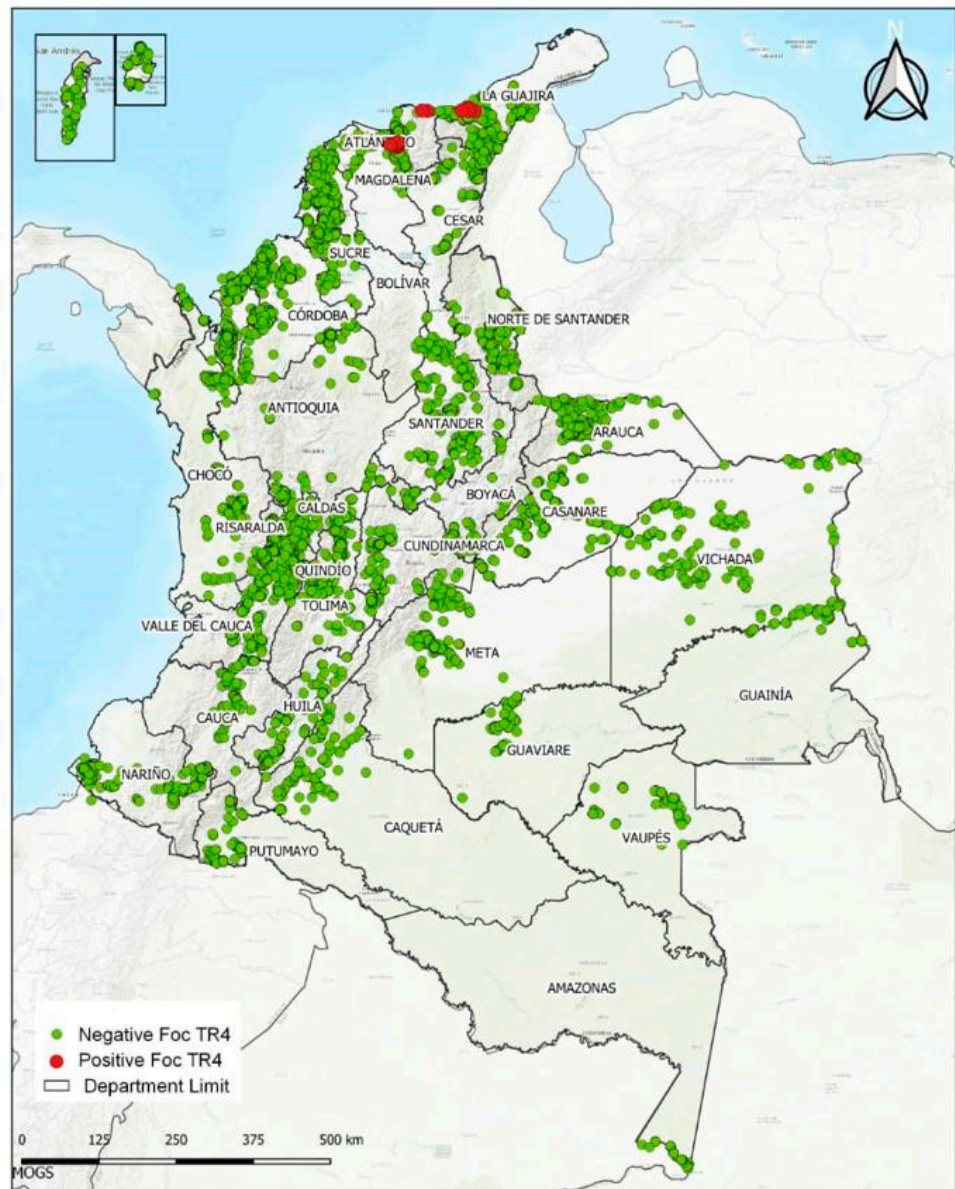 San Andrés
N
LA GUAJIRA
ATLÁNTICO
MAGDALENA
CESAR
SUCRE
BOLÍVAR
CÓRDOBA
NORTE DE SANTANDER
ANTIOQUIA
SANTANDER
ARAUCA
CHOCÓ
BOYACÁ
CALDAS
CASANARE
RISARALDA
CUNDINAMARCA
VICHADA
QUINDÍO
TOLIMA
VALLE DEL CAUCA
META
GUAINÍA
HUILA
CAUCA
GUAVIARE
NARIÑO
CAQUETÁ
VAUPÉS
PUTUMAYO
AMAZONAS
Negative Foc TR4
Positive Foc TR4
Department Limit
0 125 250 375 500 km
MOGS